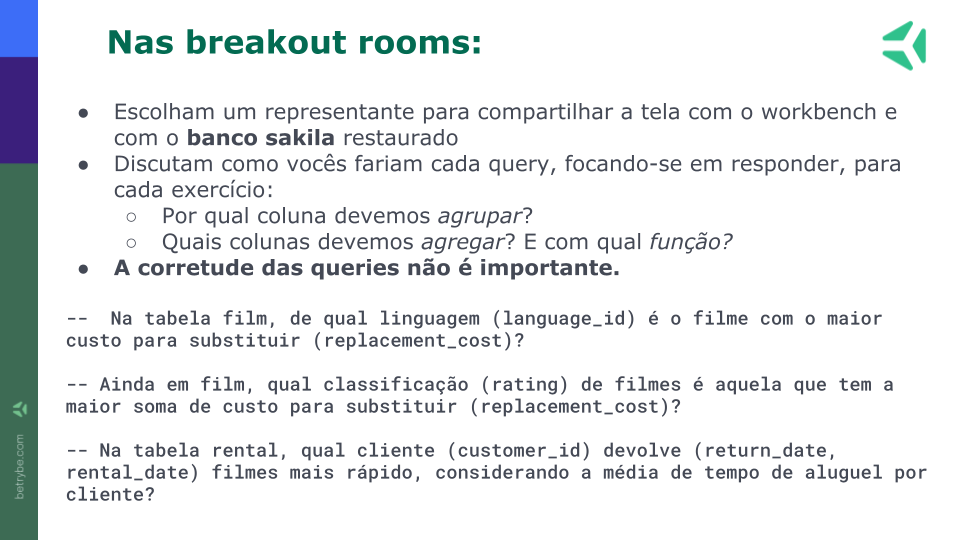 Nas breakout rooms:
● Escolham um representante para compartilhar a tela com o workbench e
com o banco sakila restaurado
● Discutam como vocês fariam cada query, focando-se em responder, para
cada exercício:
○ Por qual coluna devemos agrupar?
○ Quais colunas devemos agregar? E com qual função?
● A corretude das queries não é importante.
--  Na tabela film, de qual linguagem (language_id) é o filme com o maior
custo para substituir (replacement_cost)?
-- Ainda em film, qual classificação (rating) de filmes é aquela que tem a
maior soma de custo para substituir (replacement_cost)?
-- Na tabela rental, qual cliente (customer_id) devolve (return_date,
rental_date) filmes mais rápido, considerando a média de tempo de aluguel por
cliente?
betrybe.com